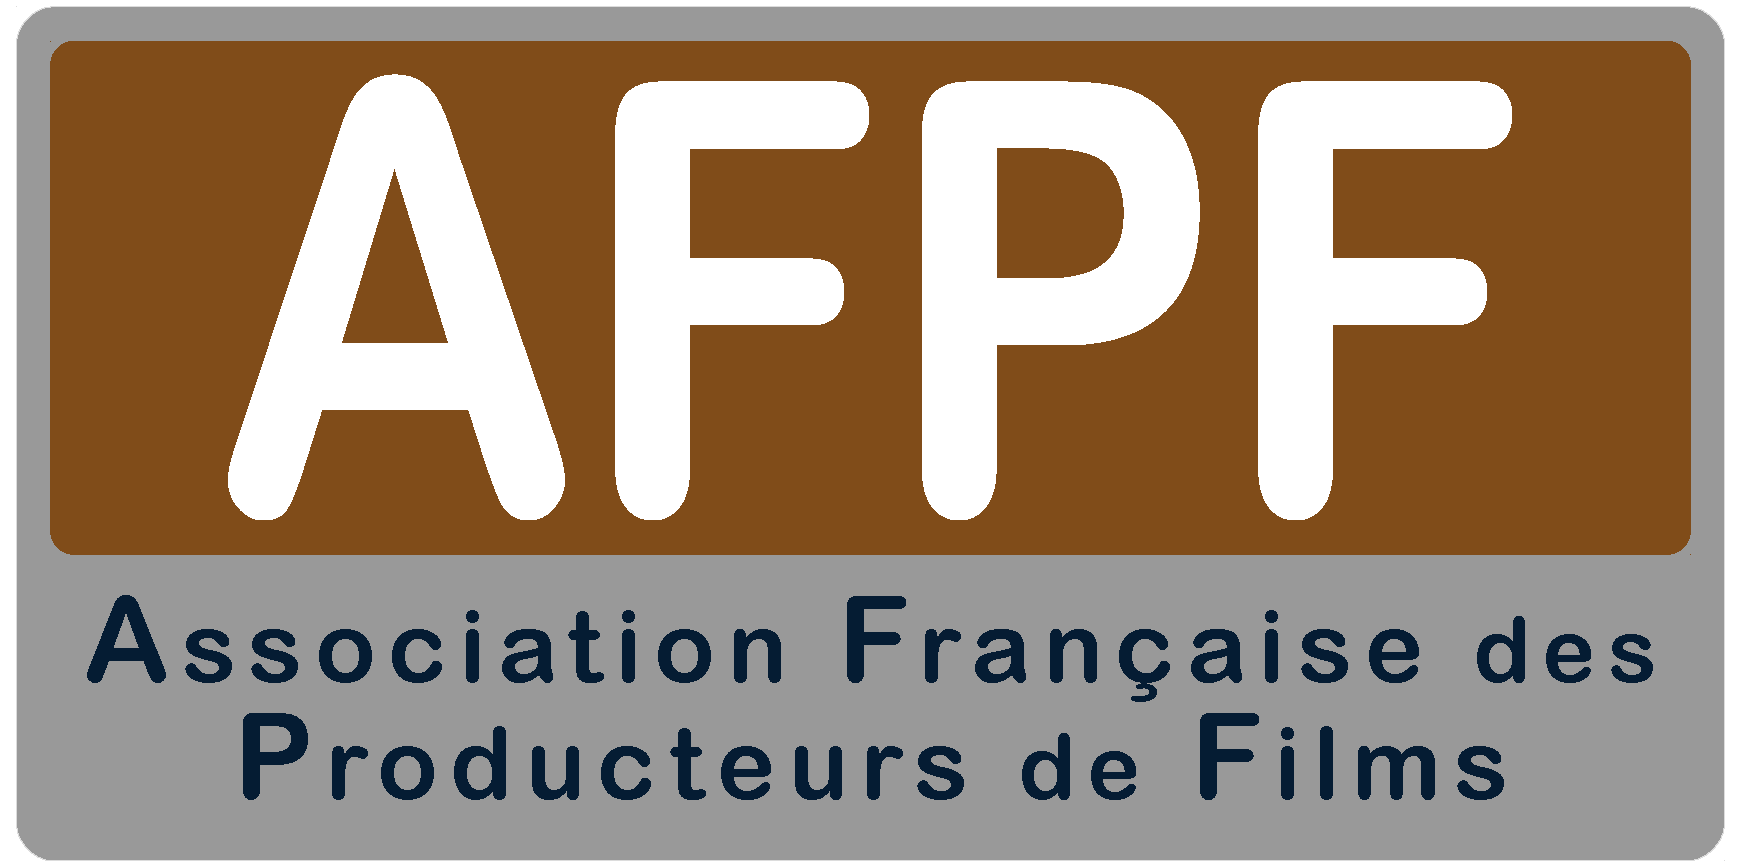 AFPF
Association Française des
Producteurs de Films